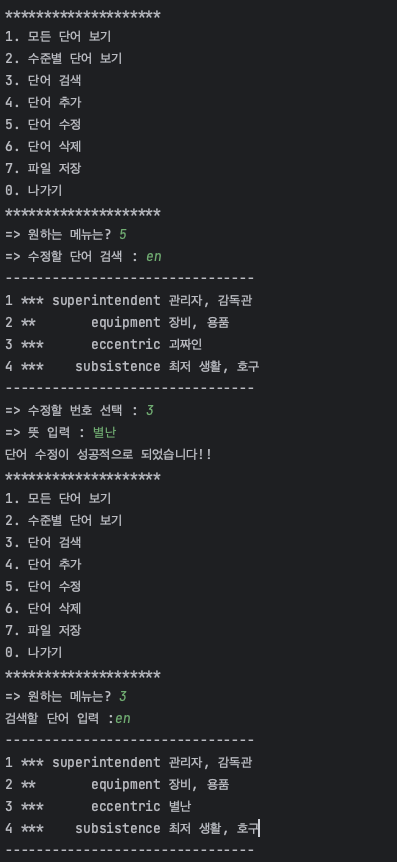 ********************
1. 모든 단어 보기
2. 수준별 단어 보기
3. 단어 검색
4. 단어 추가
5. 단어 수정
6. 단어 삭제
7. 파일 저장
0. 나가기
********************
=> 원하는 메뉴는? 5
=> 수정할 단어 검색 : en
--------------------------------
1 *** superintendent 관리자, 감독관
2 **       equipment 장비, 용품
3 ***      eccentric 괴짜인
4 ***    subsistence 최저 생활, 호구
--------------------------------
=> 수정할 번호 선택 : 3
=> 뜻 입력 : 별난
단어 수정이 성공적으로 되었습니다!!
********************
1. 모든 단어 보기
2. 수준별 단어 보기
3. 단어 검색
4. 단어 추가
5. 단어 수정
6. 단어 삭제
7. 파일 저장
0. 나가기
********************
=> 원하는 메뉴는? 3
검색할 단어 입력 :en
--------------------------------
1 *** superintendent 관리자, 감독관
2 **       equipment 장비, 용품
3 ***      eccentric 별난
4 ***    subsistence 최저 생활, 호구
--------------------------------